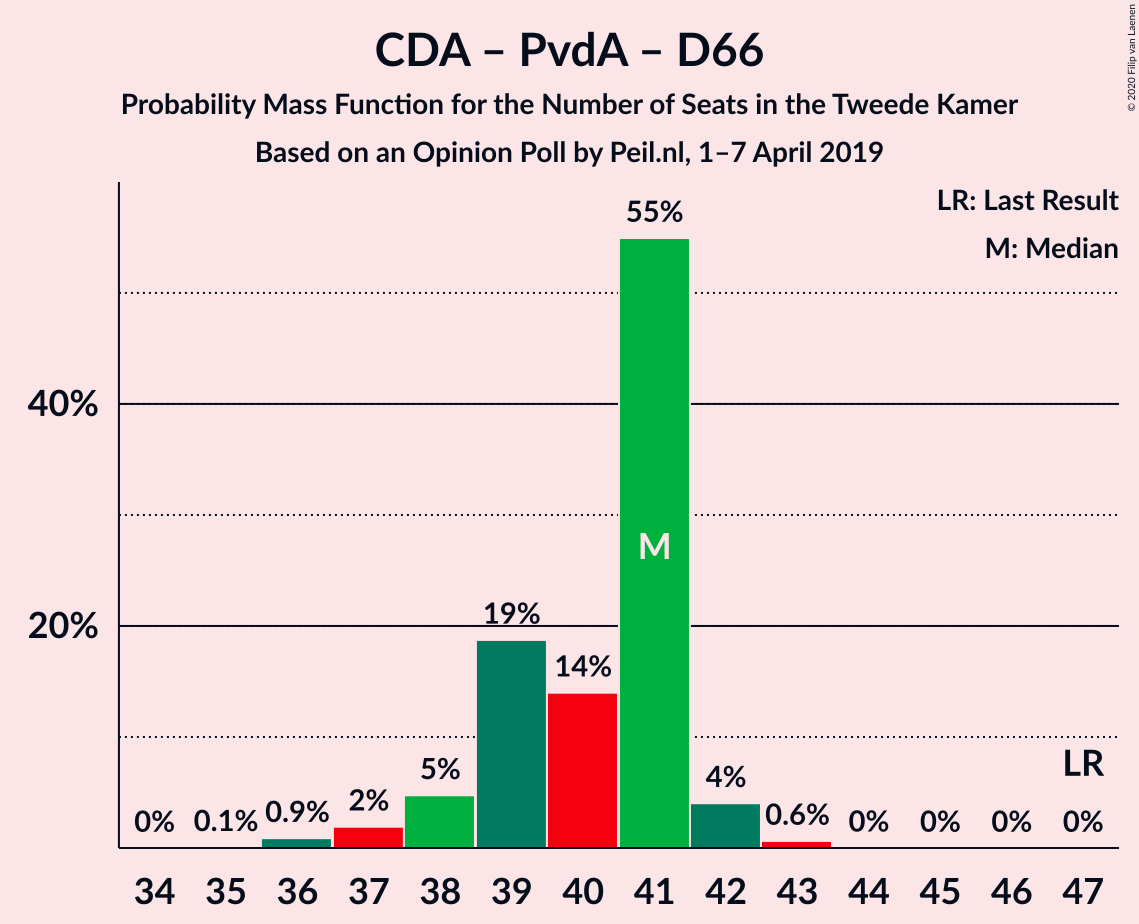 CDA – PvdA – D66
Probability Mass Function for the Number of Seats in the Tweede Kamer
Based on an Opinion Poll by Peil.nl, 1–7 April 2019
© 2020 Filip van Laenen
LR: Last Result
M: Median
55%
40%
M
20%
19%
14%
LR
5%
4%
2%
0.9%
0.6%
0%
0.1%
0%
0%
0%
0%
34 35 36 37 38 39 40 41 42 43 44 45 46 47